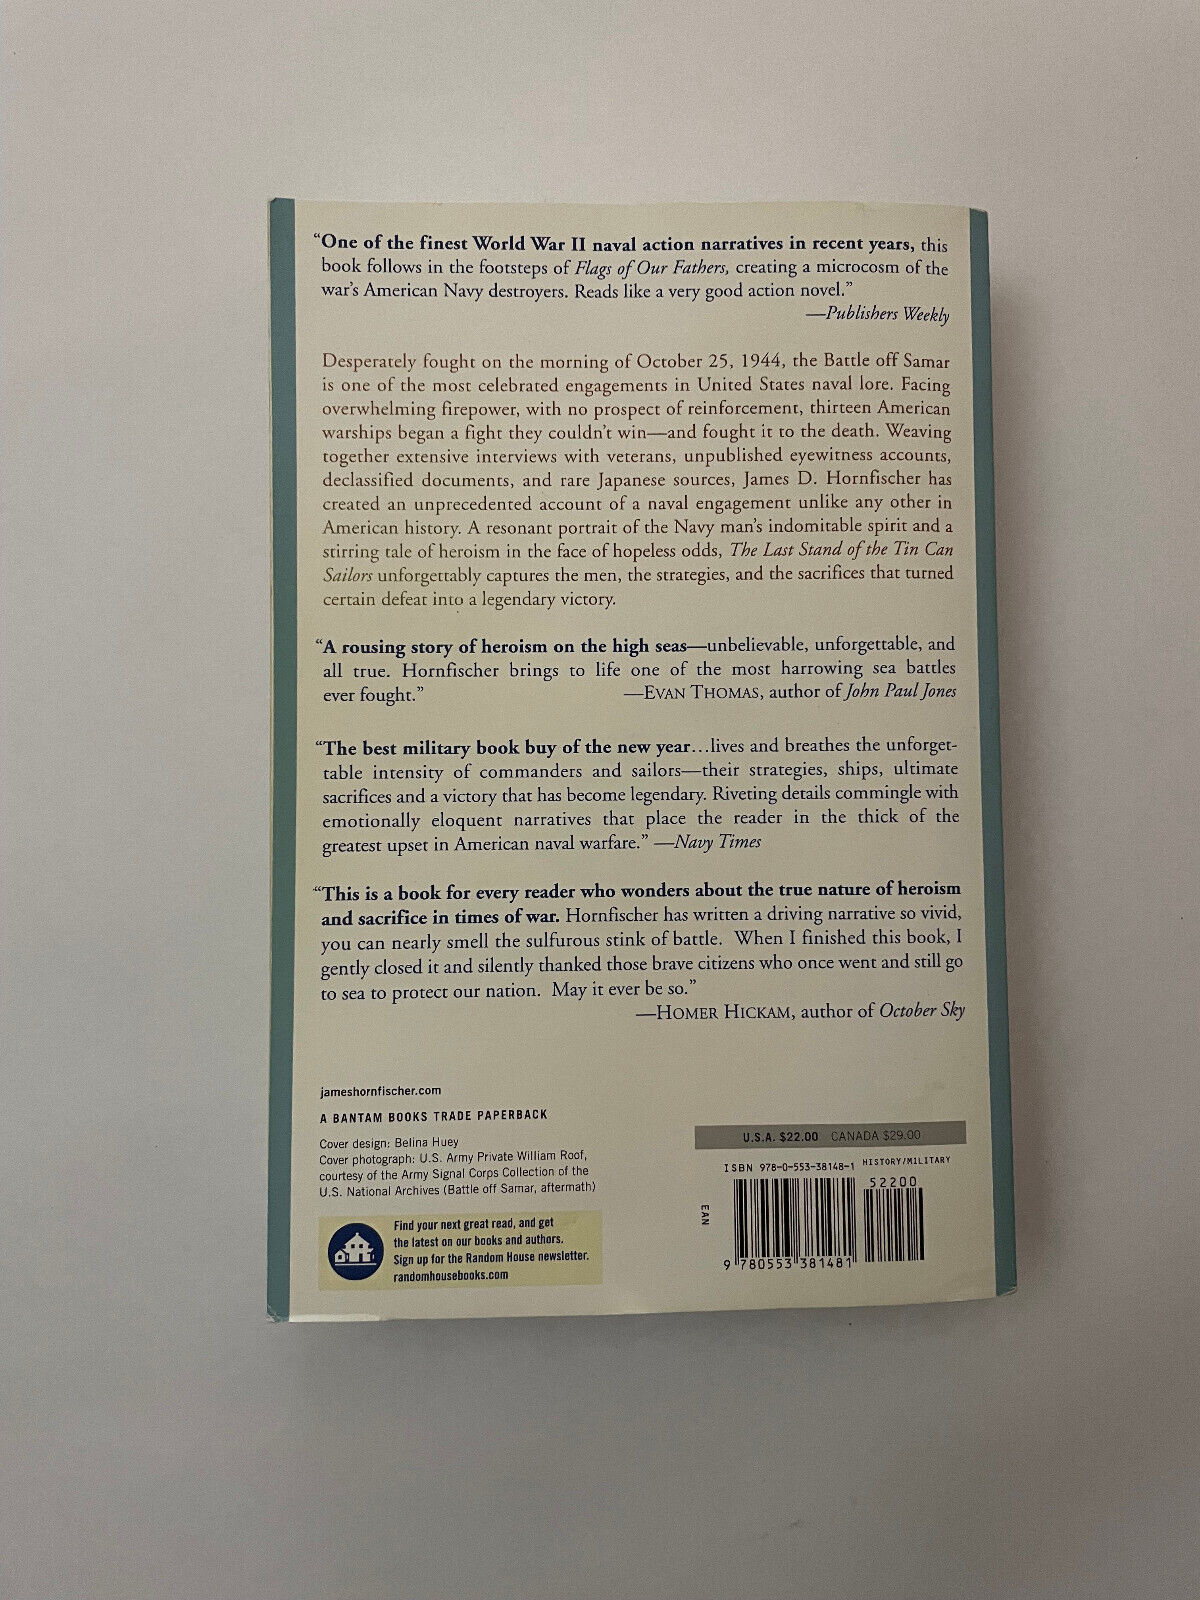 “One of the finest World War II naval action narratives in recent years, this
book follows in the footsteps of Flags of Our Fathers, creating a microcosm of the
war’s American Navy destroyers. Reads like a very good action novel.”
—Publishers Weekly
Desperately fought on the morning of October 25, 1944, the Battle off Samar
is one of the most celebrated engagements in United States naval lore. Facing
overwhelming firepower, with no prospect of reinforcement, thirteen American
warships began a fight they couldn’t win—and fought it to the death. Weaving
together extensive interviews with veterans, unpublished eyewitness accounts,
declassified documents, and rare Japanese sources, James D. Hornfischer has
created an unprecedented account of a naval engagement unlike any other in
American history. A resonant portrait of the Navy man’s indomitable spirit and a
stirring tale of heroism in the face of hopeless odds, The Last Stand of the Tin Can
Sailors unforgettably captures the men, the strategies, and the sacrifices that turned
certain defeat into a legendary victory.
“A rousing story of heroism on the high seas—unbelievable, unforgettable, and
all true. Hornfischer brings to life one of the most harrowing sea battles
ever fought.” —EVAN THOMAS, author of John Paul Jones
“The best military book buy of the new year...lives and breathes the unforget-
table intensity of commanders and sailors—their strategies, ships, ultimate
sacrifices and a victory that has become legendary. Riveting details commingle with
emotionally eloquent narratives that place the reader in the thick of the
greatest upset in American naval warfare.” —Navy Times
“This is a book for every reader who wonders about the true nature of heroism
and sacrifice in times of war. Hornfischer has written a driving narrative so vivid,
you can nearly smell the sulfurous stink of battle. When I finished this book, I
gently closed it and silently thanked those brave citizens who once went and still go
to sea to protect our nation. May it ever be so.”
—HOMER HICKAM, author of October Sky
jameshornfischer.com
A BANTAM BOOKS TRADE PAPERBACK
Cover design: Belina Huey
Cover photograph: U.S. Army Private William Roof,
courtesy of the Army Signal Corps Collection of the
U.S. National Archives (Battle off Samar, aftermath)
Find your next great read, and get
the latest on our books and authors.
Sign up for the Random House newsletter.
randomhousebooks.com
U.S.A. $22.00 CANADA $29.00
ISBN 978-0-553-38148-1 HISTORY/MILITARY
52200
EAN
9 780553 381481